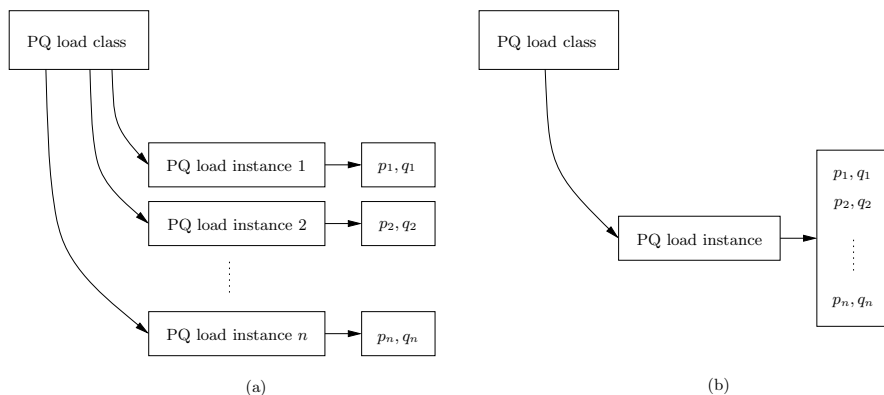 PQ load class
PQ load instance 1
p₁, q₁
PQ load instance 2
p₂, q₂
PQ load instance n
pₙ, qₙ
(a)
PQ load class
PQ load instance
p₁, q₁
p₂, q₂
pₙ, qₙ
(b)